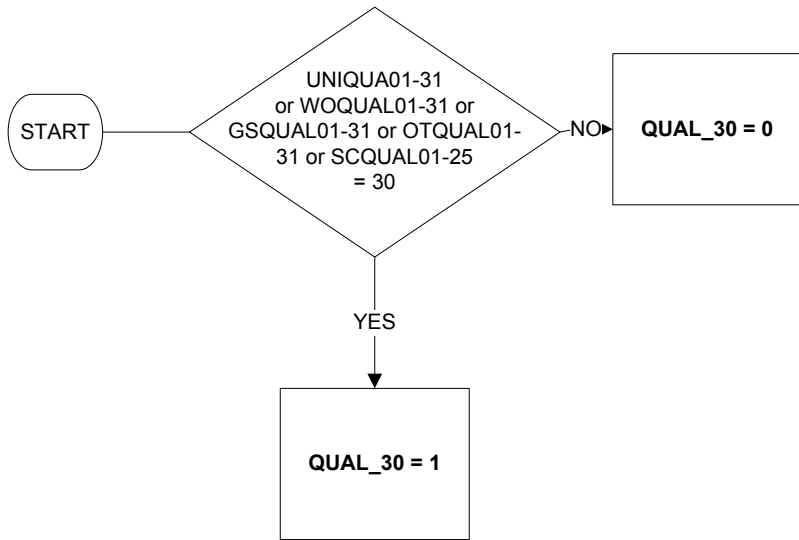 START
UNIQUA01-31
or WOQUAL01-31 or
GSQUAL01-31 or OTQUAL01-
31 or SCQUAL01-25
= 30
NO
QUAL_30 = 0
YES
QUAL_30 = 1